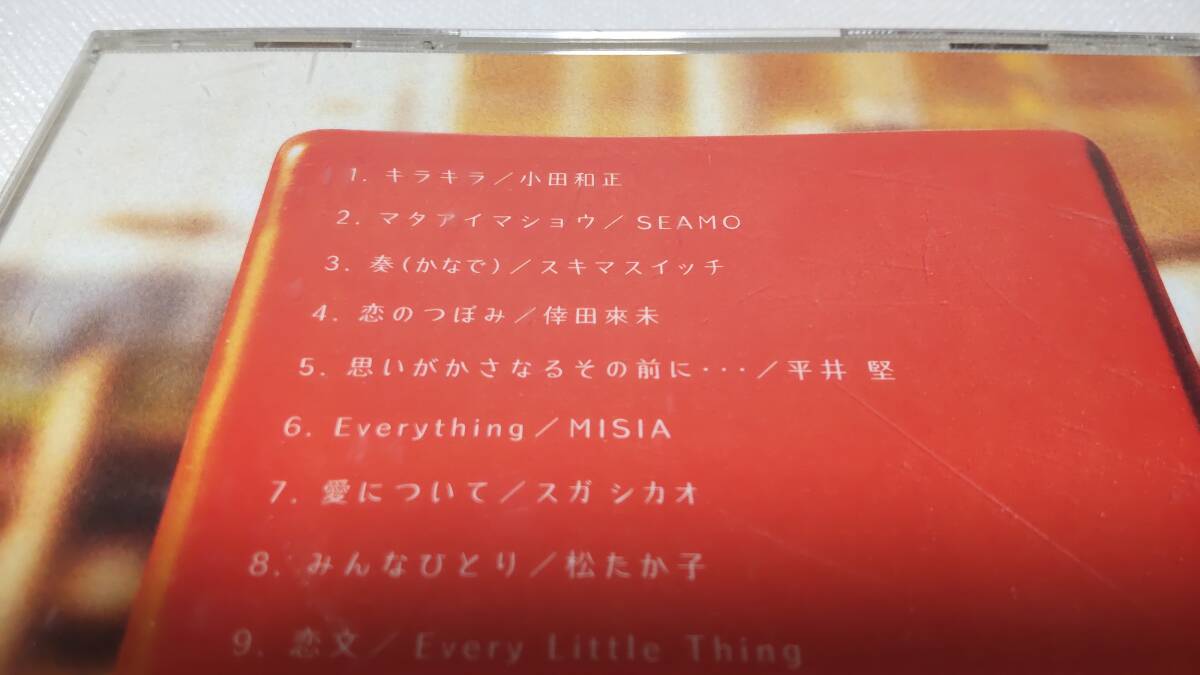 1. キラキラ／小田和正
2. マタアイマショウ／SEAMO
3. 奏(かなで)／スキマスイッチ
4. 恋のつぼみ／倖田來未
5. 思いがかさなるその前に･･･／平井 堅
6. Everything／MISIA
7. 愛について／スガ シカオ
8. みんなひとり／松たか子
9. 恋文／Every Little Thing